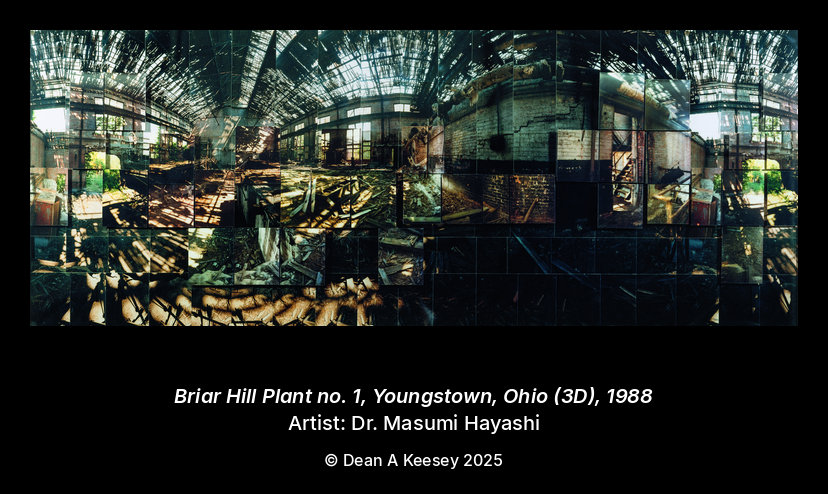 Briar Hill Plant no. 1, Youngstown, Ohio (3D), 1988
Artist: Dr. Masumi Hayashi
© Dean A Keesey 2025